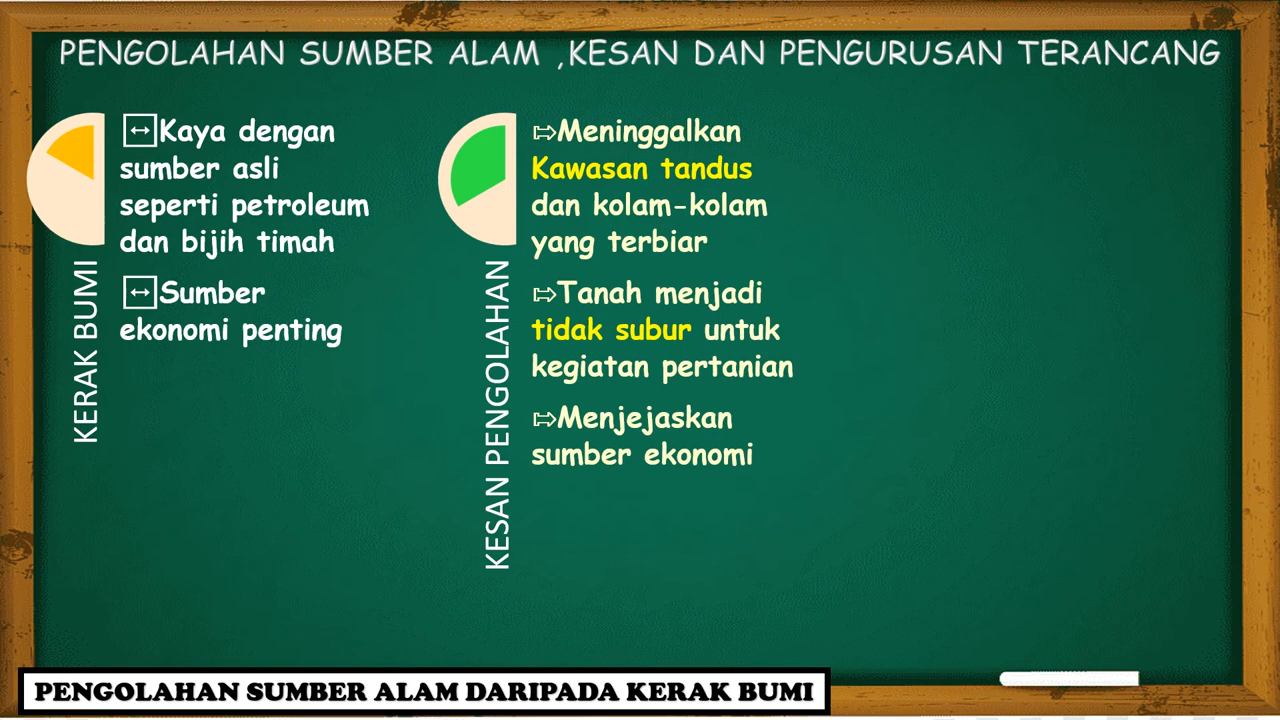 PENGOLAHAN SUMBER ALAM ,KESAN DAN PENGURUSAN TERANCANG
KERAK BUMI
↔Kaya dengan
sumber asli
seperti petroleum
dan bijih timah
↔Sumber
ekonomi penting
KESAN PENGOLAHAN
⇰Meninggalkan
Kawasan tandus
dan kolam-kolam
yang terbiar
⇰Tanah menjadi
tidak subur untuk
kegiatan pertanian
⇰Menjejaskan
sumber ekonomi
PENGOLAHAN SUMBER ALAM DARIPADA KERAK BUMI